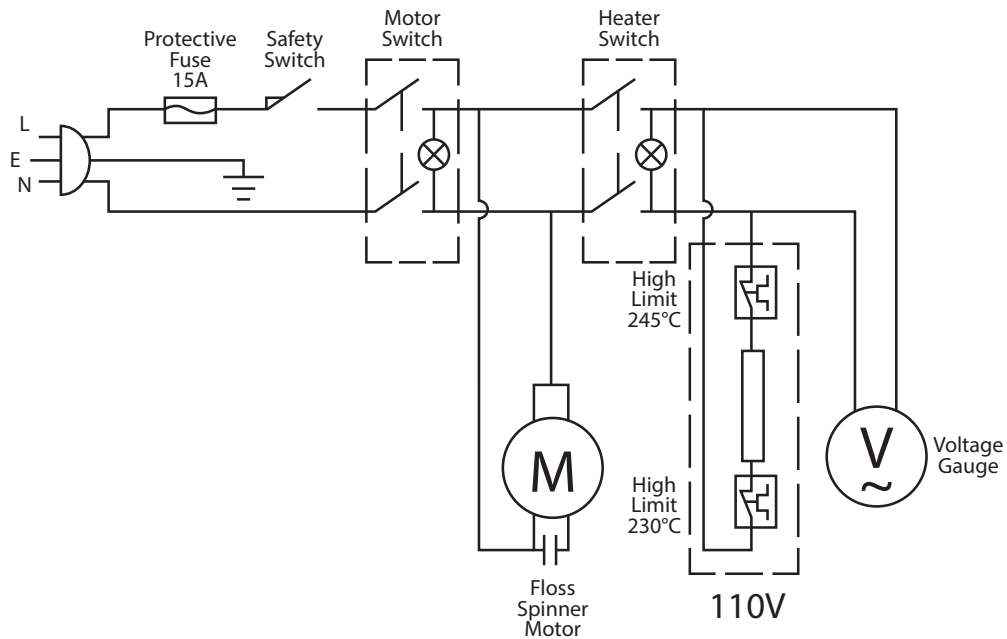 Protective
Fuse
15A
Safety
Switch
Motor
Switch
Heater
Switch
L
E
N
High
Limit
245°C
M
V
~
Voltage
Gauge
High
Limit
230°C
Floss
Spinner
Motor
110V